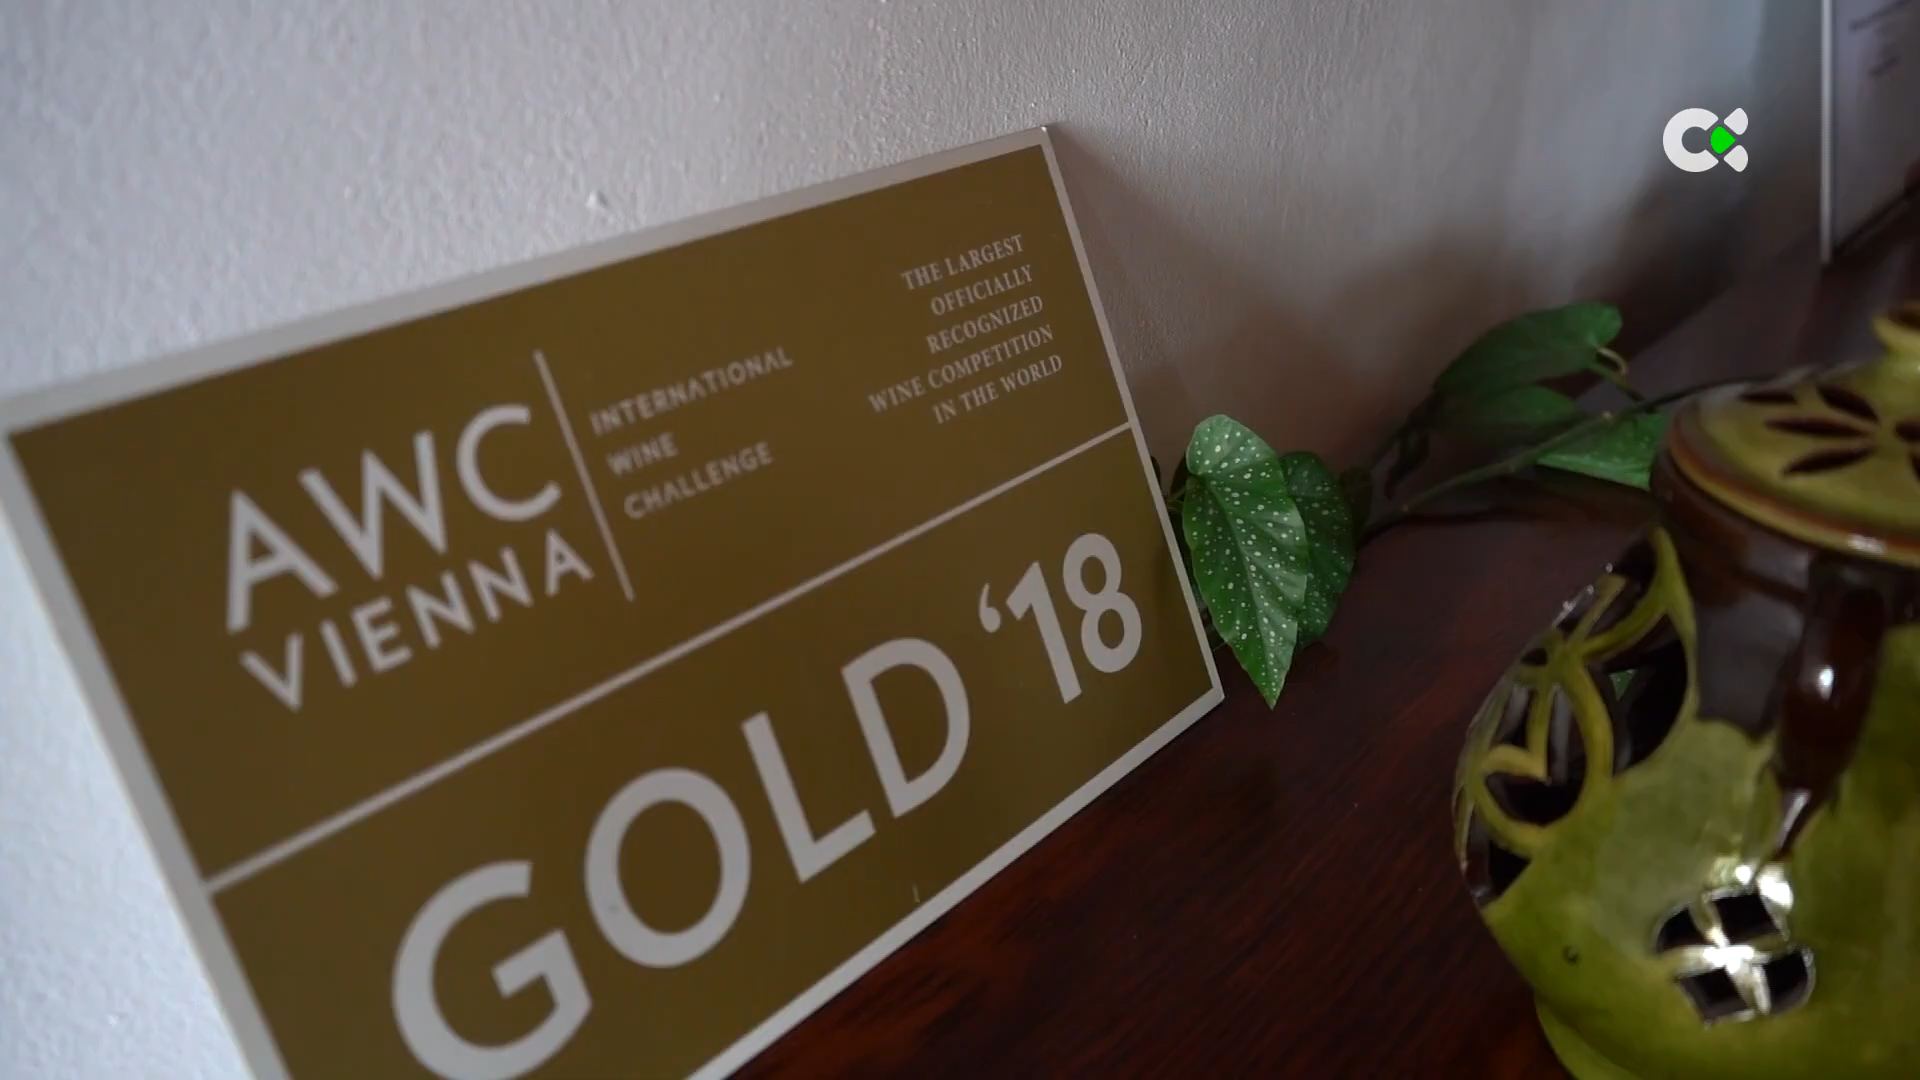 AWC
VIENNA
INTERNATIONAL
WINE
CHALLENGE
THE LARGEST
OFFICIALLY
RECOGNIZED
WINE COMPETITION
IN THE WORLD
GOLD ‘18